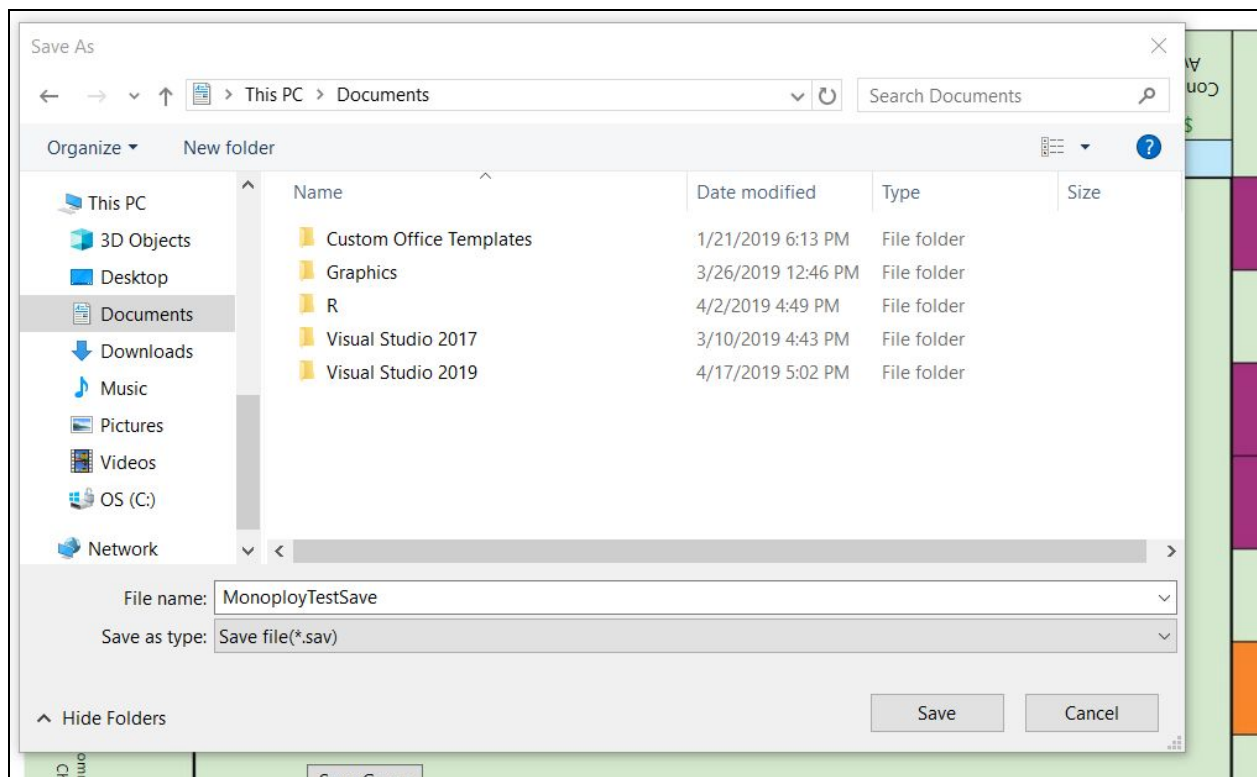 Save As
This PC > Documents
Search Documents
Organize
New folder
?
Name
Date modified
Type
Size
This PC
3D Objects
Desktop
Documents
Downloads
Music
Pictures
Videos
OS (C:)
Network
Custom Office Templates 1/21/2019 6:13 PM File folder
Graphics 3/26/2019 12:46 PM File folder
R 4/2/2019 4:49 PM File folder
Visual Studio 2017 3/10/2019 4:43 PM File folder
Visual Studio 2019 4/17/2019 5:02 PM File folder
File name: MonoployTestSave
Save as type: Save file(*.sav)
Hide Folders
Save
Cancel
$